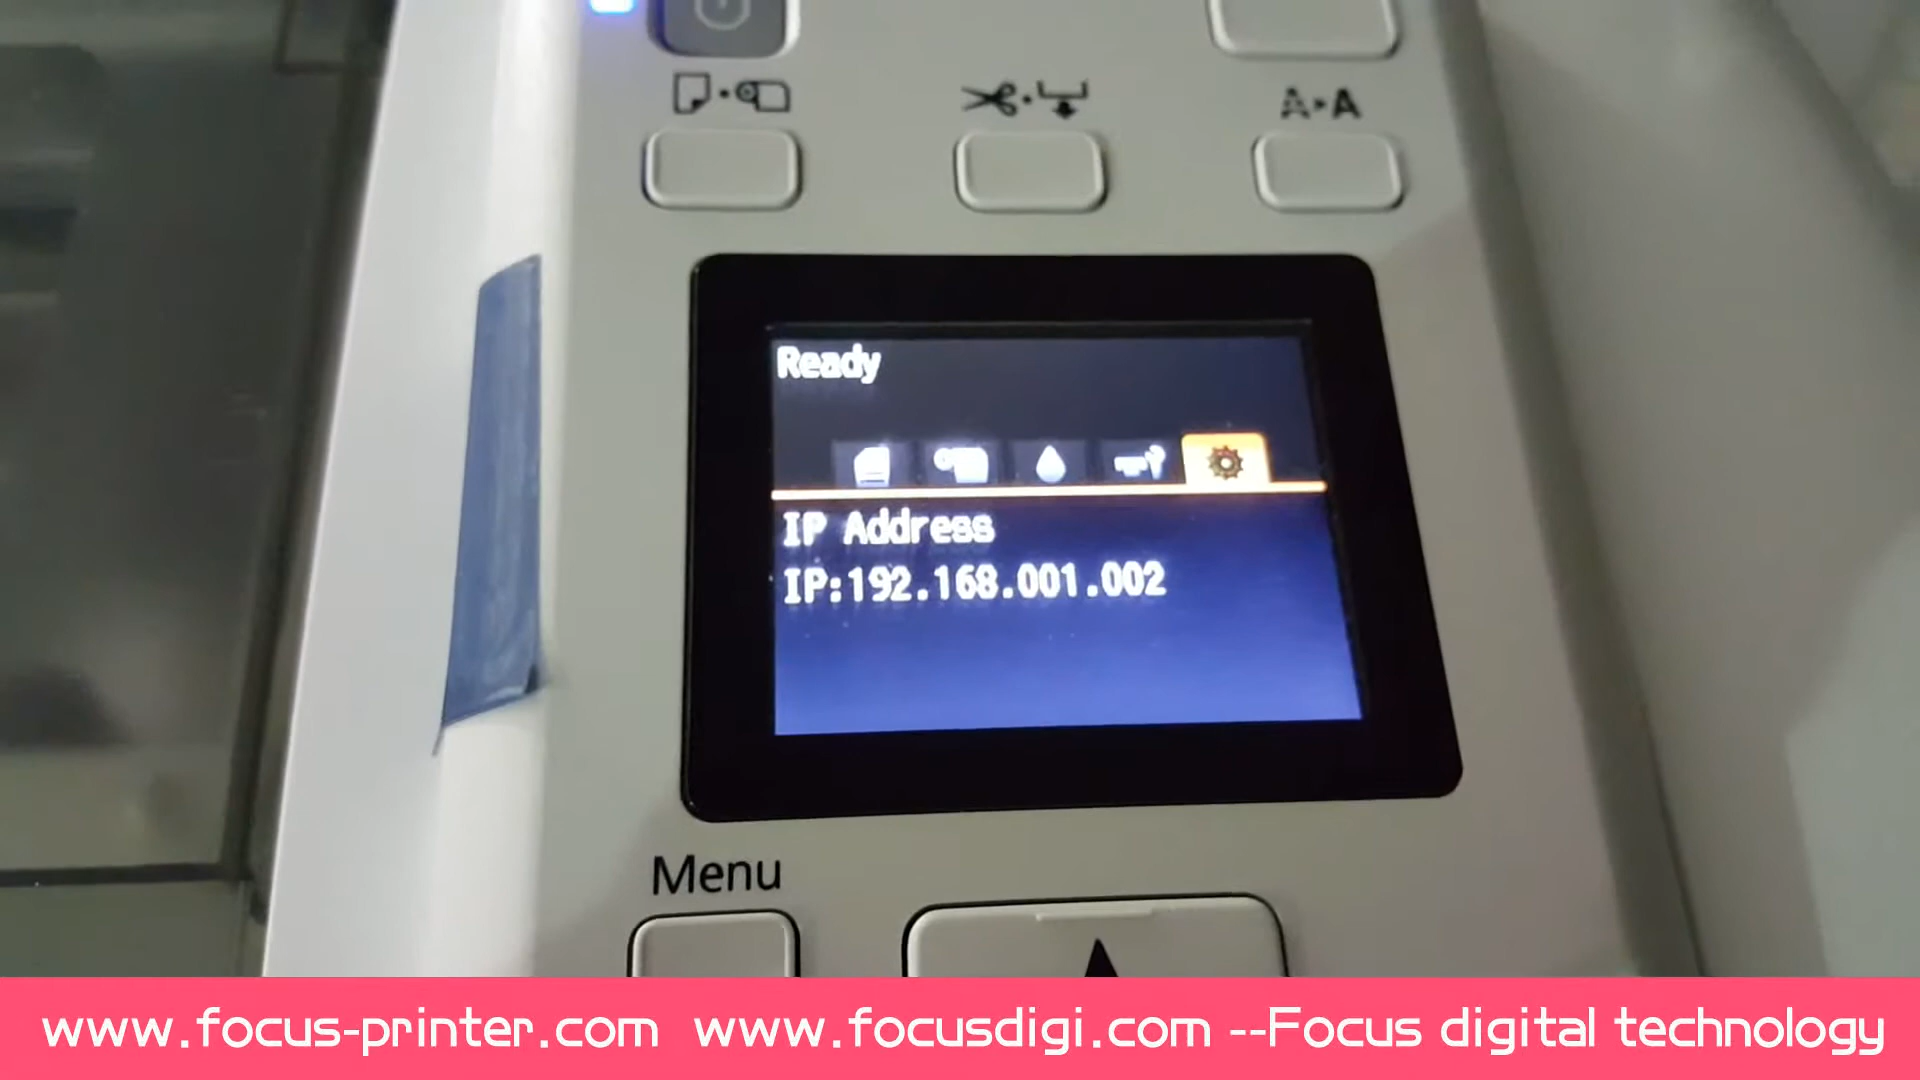 A▸A
Ready
IP Address
IP:192.168.001.002
Menu
www.focus-printer.com www.focusdigi.com --Focus digital technology